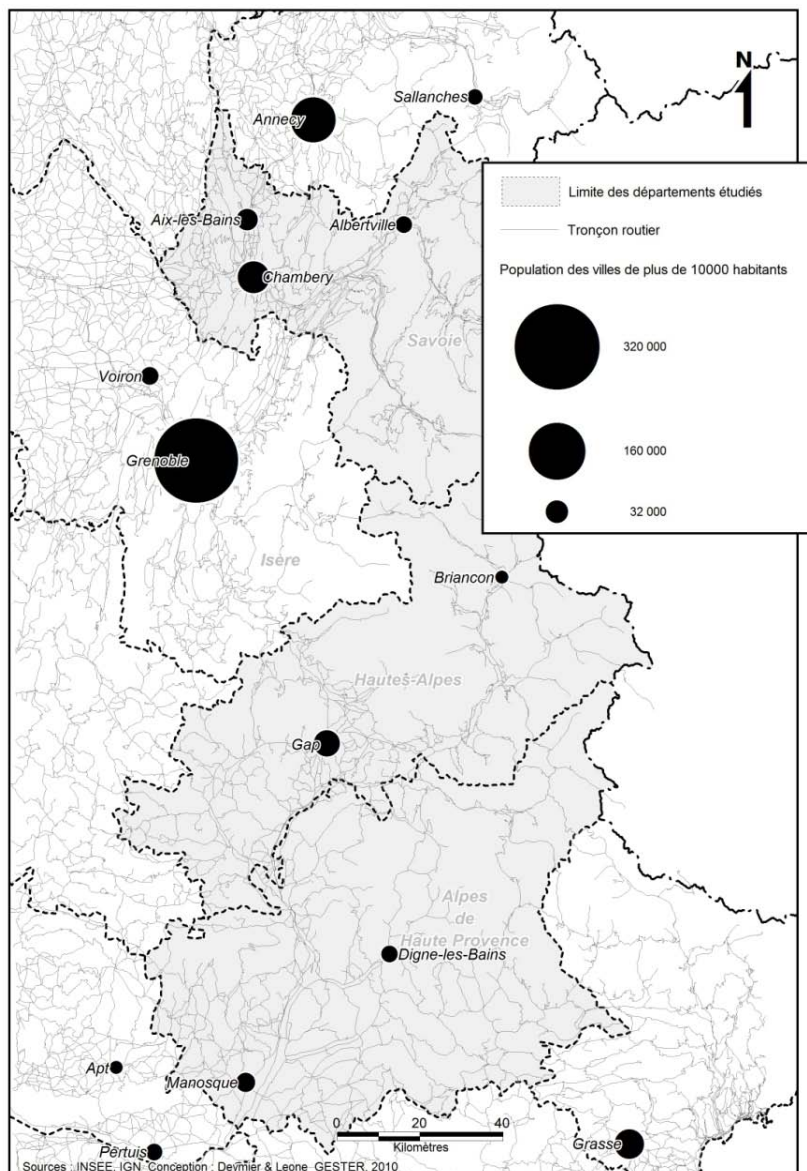 N
Sallanches
Annecy
Limite des départements étudiés
Aix-les-Bains
Albertville
Tronçon routier
Population des villes de plus de 10000 habitants
Chambery
Savoie
320 000
Voiron
160 000
Grenoble
32 000
Isère
Briancon
Hautes-Alpes
Gap
Alpes
de
Haute Provence
Digne-les-Bains
Apt
Manosque
0 20 40
Kilomètres
Pertuis
Grasse
Sources : INSEE, IGN Conception : Deymier & Leone GESTER, 2010